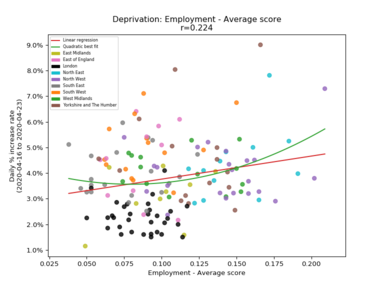 Deprivation: Employment - Average score
r=0.224
Linear regression
Quadratic best fit
East Midlands
East of England
London
North East
North West
South East
South West
West Midlands
Yorkshire and The Humber
9.0%
8.0%
7.0%
6.0%
5.0%
4.0%
3.0%
2.0%
1.0%
Daily % increase rate
(2020-04-16 to 2020-04-23)
0.025 0.050 0.075 0.100 0.125 0.150 0.175 0.200
Employment - Average score